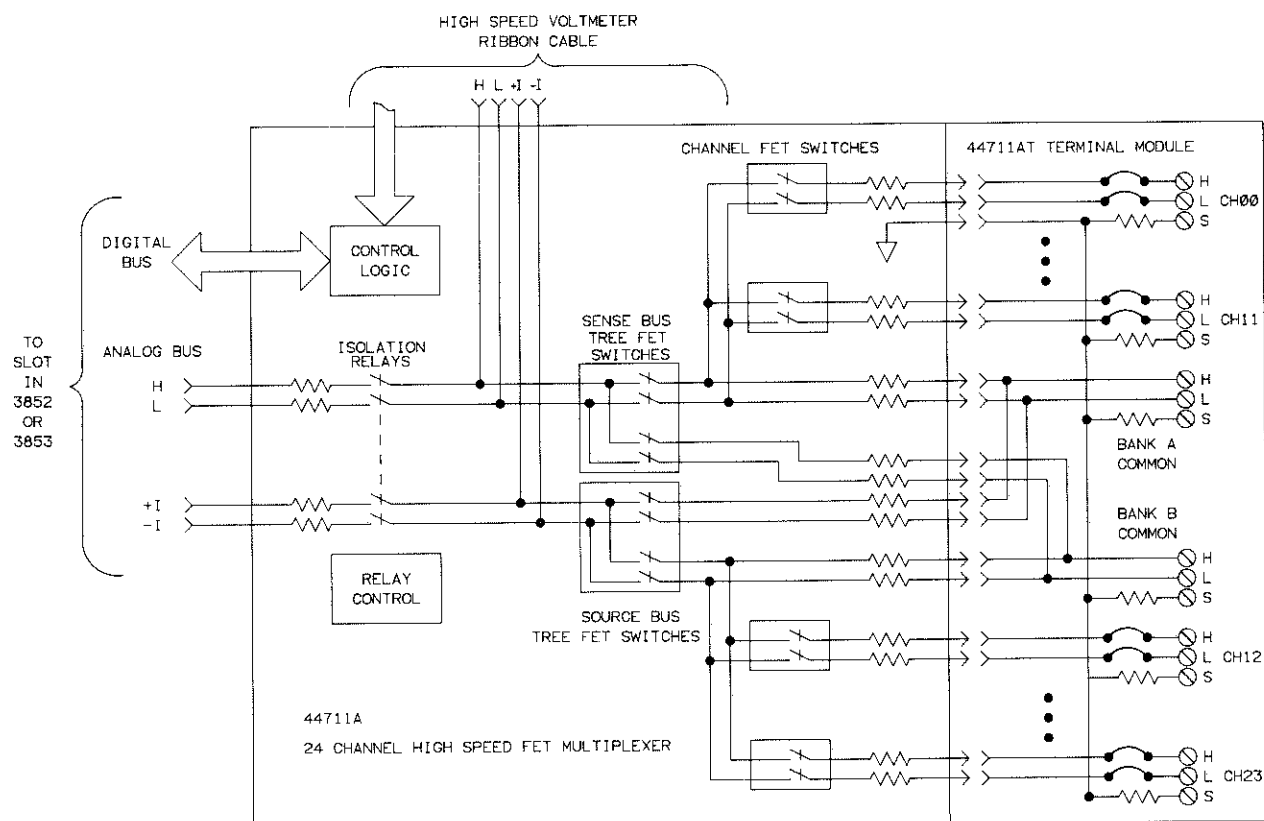 HIGH SPEED VOLTMETER
RIBBON CABLE
H L +I -I
CHANNEL FET SWITCHES
44711AT TERMINAL MODULE
H
L CH00
S
DIGITAL
BUS
CONTROL
LOGIC
H
L CH11
S
TO
SLOT
IN
3852
OR
3853
ANALOG BUS
ISOLATION
RELAYS
SENSE BUS
TREE FET
SWITCHES
H
L
H
L
S
BANK A
COMMON
+I
-I
BANK B
COMMON
H
L
S
RELAY
CONTROL
SOURCE BUS
TREE FET SWITCHES
H
L CH12
S
44711A
24 CHANNEL HIGH SPEED FET MULTIPLEXER
H
L CH23
S